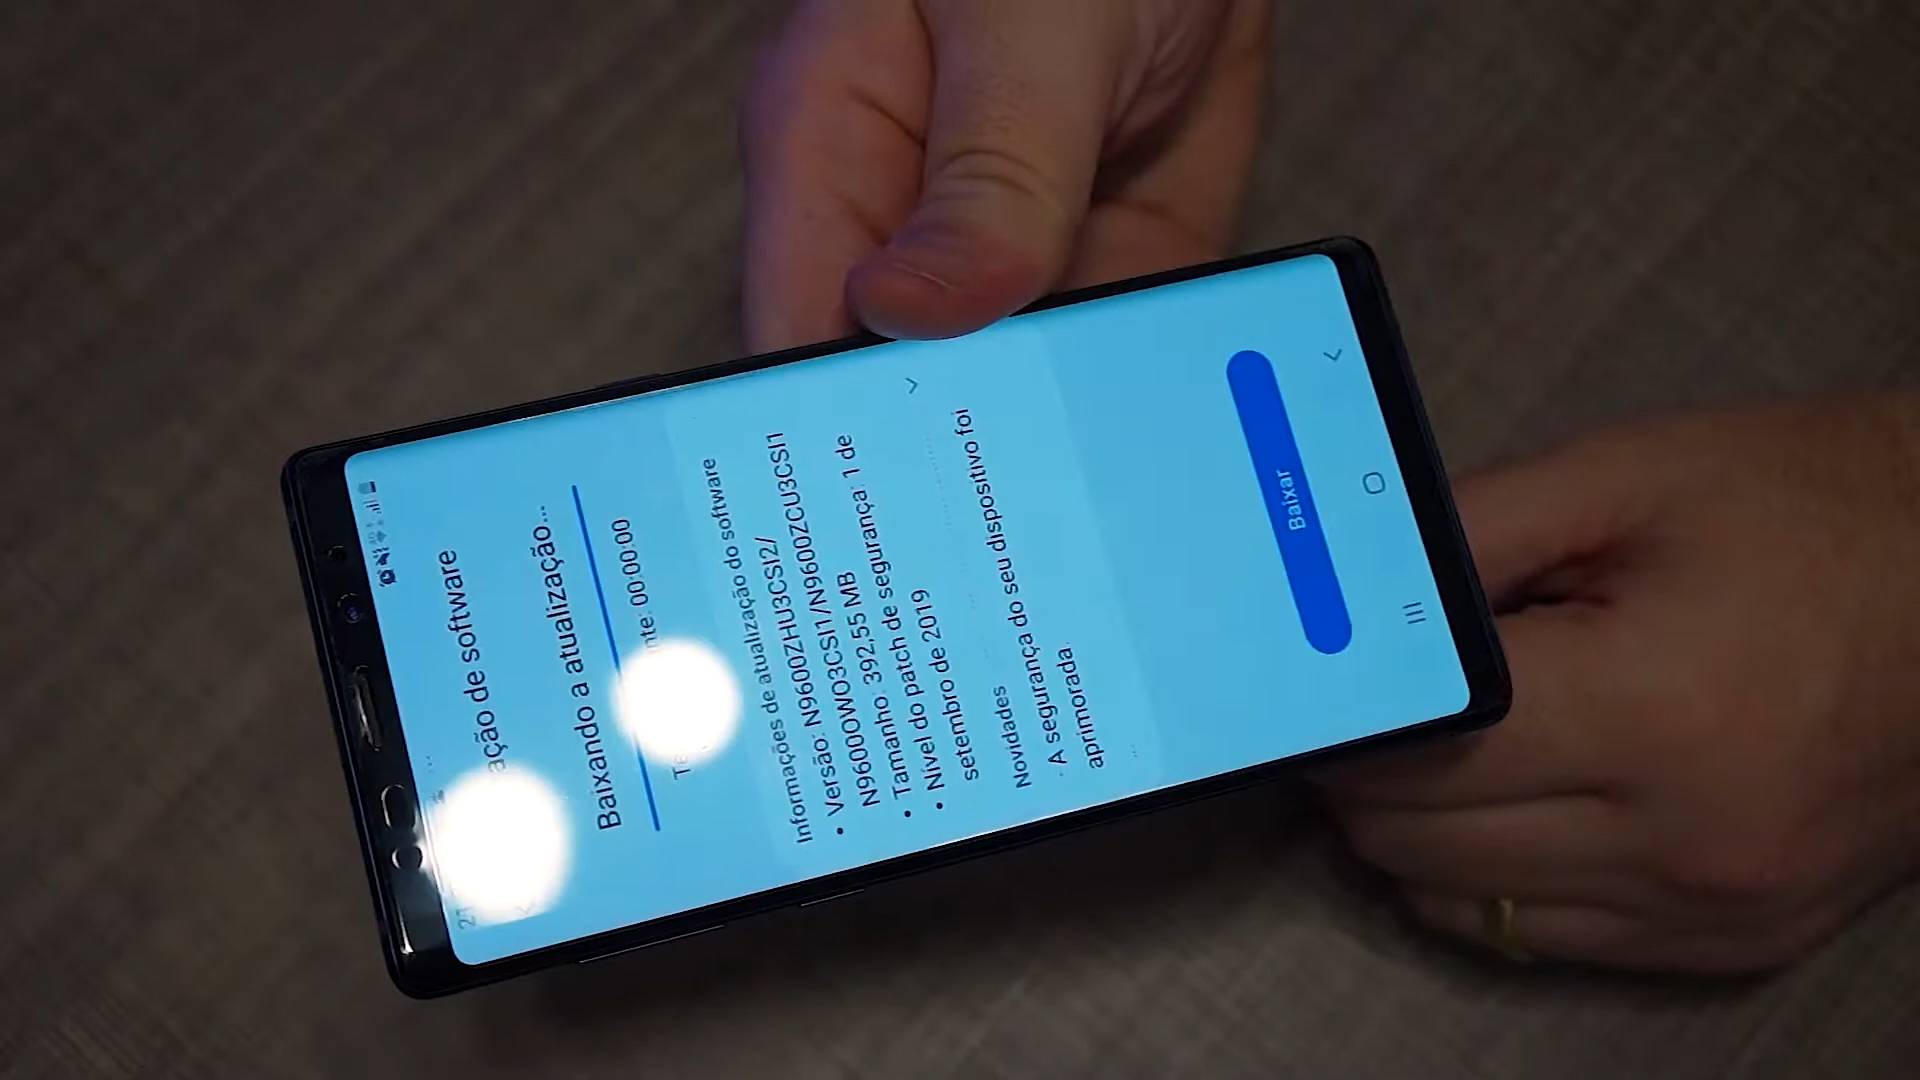 ação de software
Baixando a atualização...
nte: 00:00:00
Informações de atualização do software
• Versão: N9600ZHU3CSI2/
N9600OWO3CSI1/N9600ZCU3CSI1
• Tamanho: 392,55 MB
• Nível do patch de segurança: 1 de
setembro de 2019
Novidades
· A segurança do seu dispositivo foi
aprimorada.
Baixar